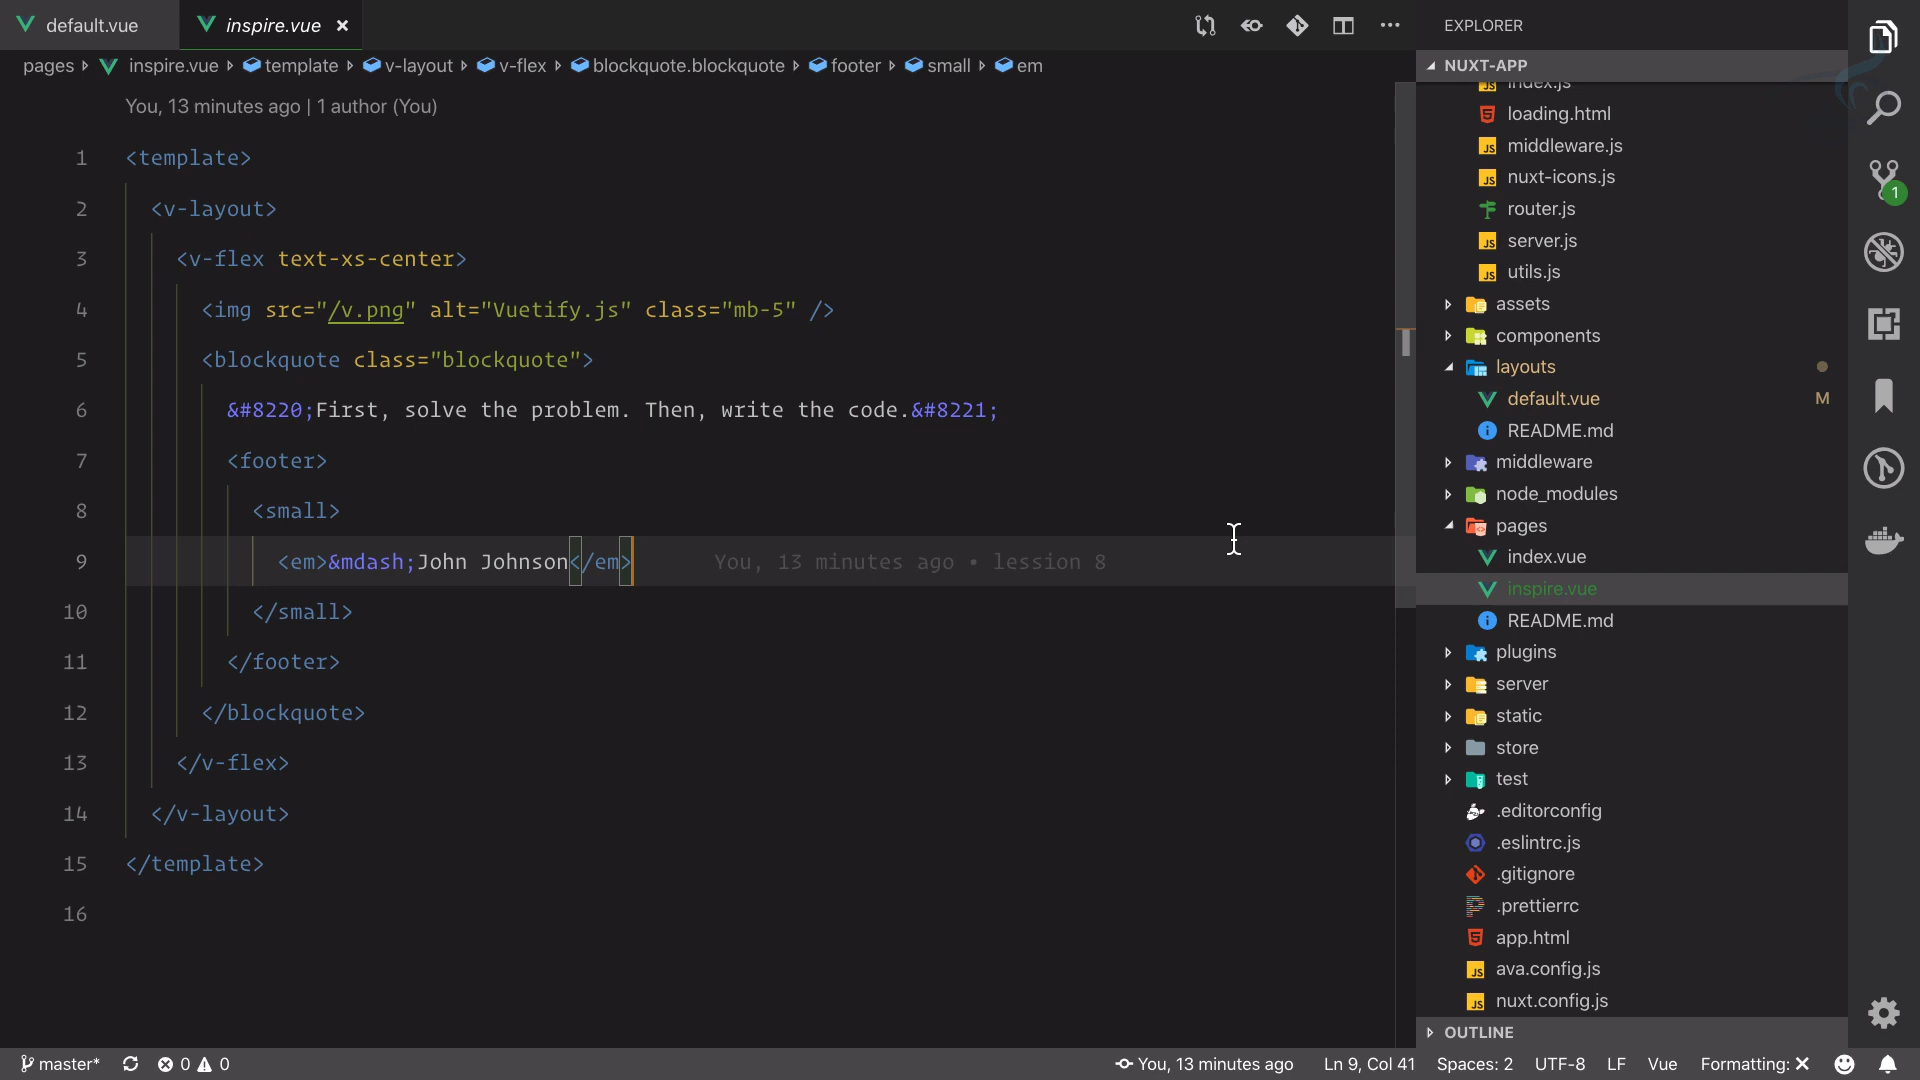 default.vue
inspire.vue
EXPLORER
pages
inspire.vue
template
v-layout
v-flex
blockquote.blockquote
footer
small
em
You, 13 minutes ago | 1 author (You)
1 <template>
2 <v-layout>
3 <v-flex text-xs-center>
4 <img src="/v.png" alt="Vuetify.js" class="mb-5" />
5 <blockquote class="blockquote">
6 &#8220;First, solve the problem. Then, write the code.&#8221;
7 <footer>
8 <small>
9 <em>&mdash;John Johnson</em> You, 13 minutes ago • lession 8
10 </small>
11 </footer>
12 </blockquote>
13 </v-flex>
14 </v-layout>
15 </template>
16
NUXT-APP
index.js
loading.html
middleware.js
nuxt-icons.js
router.js
server.js
utils.js
assets
components
layouts
default.vue M
README.md
middleware
node_modules
pages
index.vue
inspire.vue
README.md
plugins
server
static
store
test
.editorconfig
.eslintrc.js
.gitignore
.prettierrc
app.html
ava.config.js
nuxt.config.js
OUTLINE
1
master* 0 0 You, 13 minutes ago Ln 9, Col 41 Spaces: 2 UTF-8 LF Vue Formatting: ✕